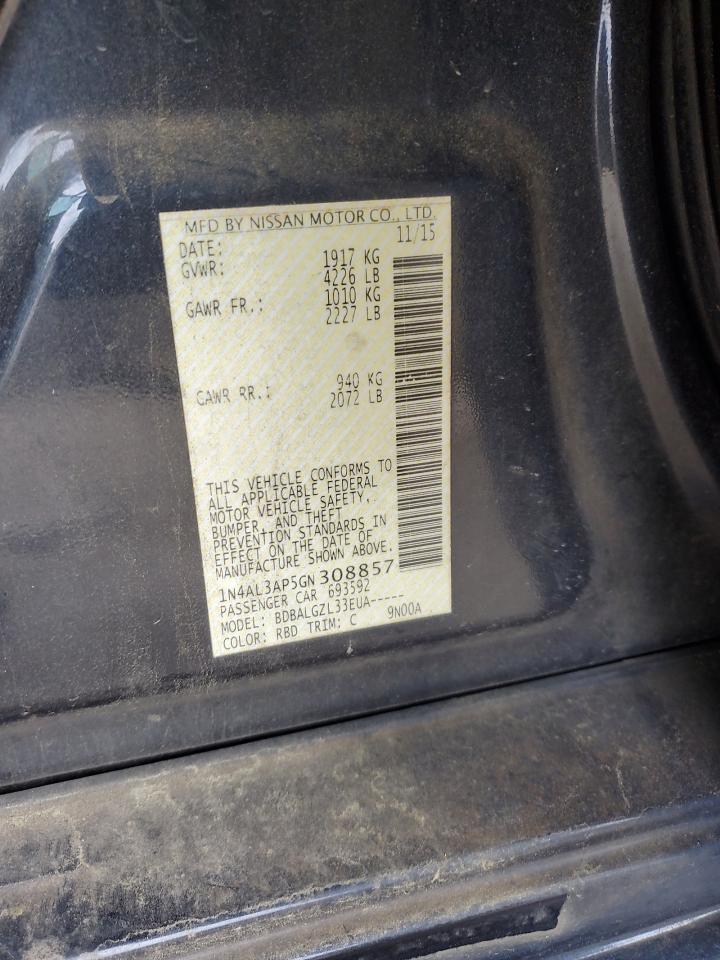 MFD BY NISSAN MOTOR CO., LTD.
DATE: 11/15
GVWR: 1917 KG
4226 LB
GAWR FR.: 1010 KG
2227 LB
GAWR RR.: 940 KG
2072 LB
THIS VEHICLE CONFORMS TO
ALL APPLICABLE FEDERAL
MOTOR VEHICLE SAFETY,
BUMPER, AND THEFT
PREVENTION STANDARDS IN
EFFECT ON THE DATE OF
MANUFACTURE SHOWN ABOVE.
1N4AL3AP5GN308857
PASSENGER CAR 693592
MODEL: BDBALGZL33EUA-----
COLOR: RBD TRIM: C 9N00A